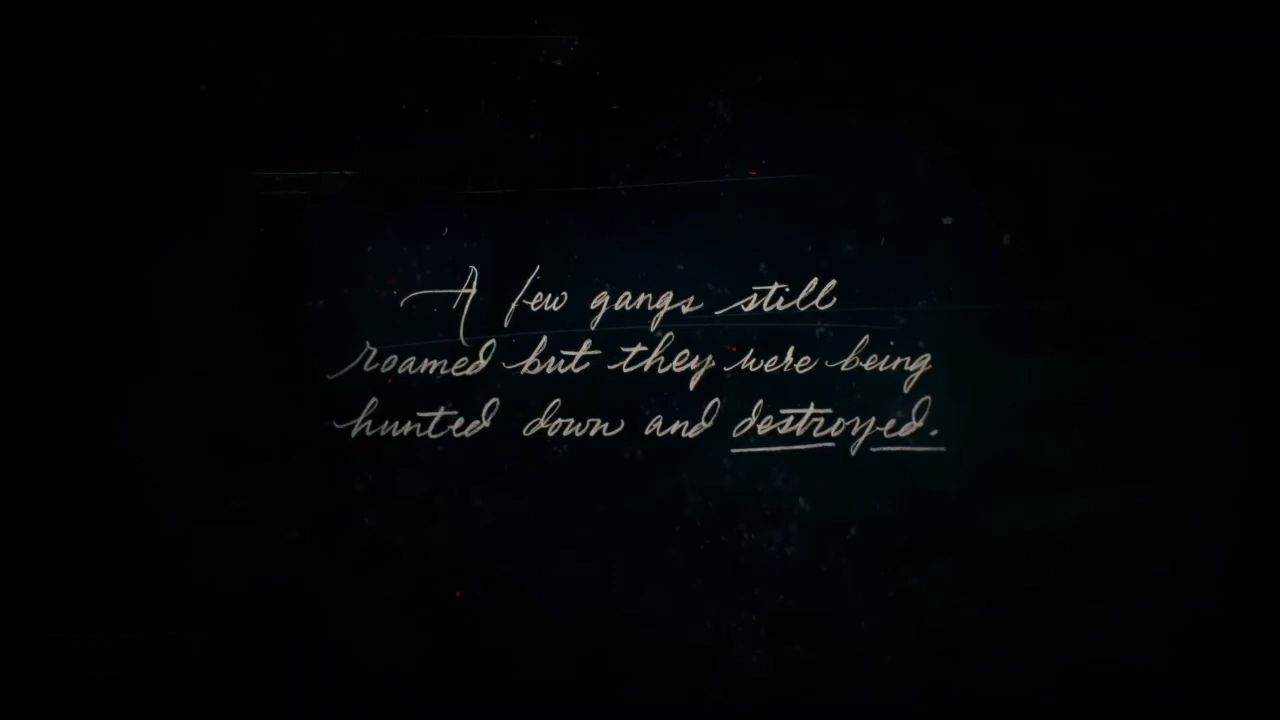 A few gangs still
roamed but they were being
hunted down and destroyed.